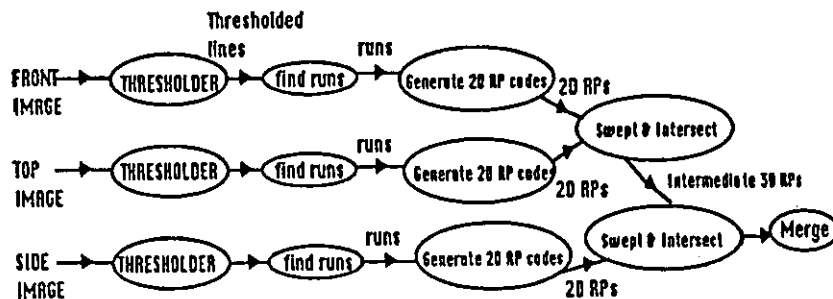 Thresholded
lines
runs
FRONT
IMAGE
THRESHOLDER
find runs
Generate 2D RP codes
2D RPs
Swept & Intersect
runs
TOP
IMAGE
THRESHOLDER
find runs
Generate 2D RP codes
2D RPs
Intermediate 3D RPs
runs
SIDE
IMAGE
THRESHOLDER
find runs
Generate 2D RP codes
2D RPs
Swept & Intersect
Merge